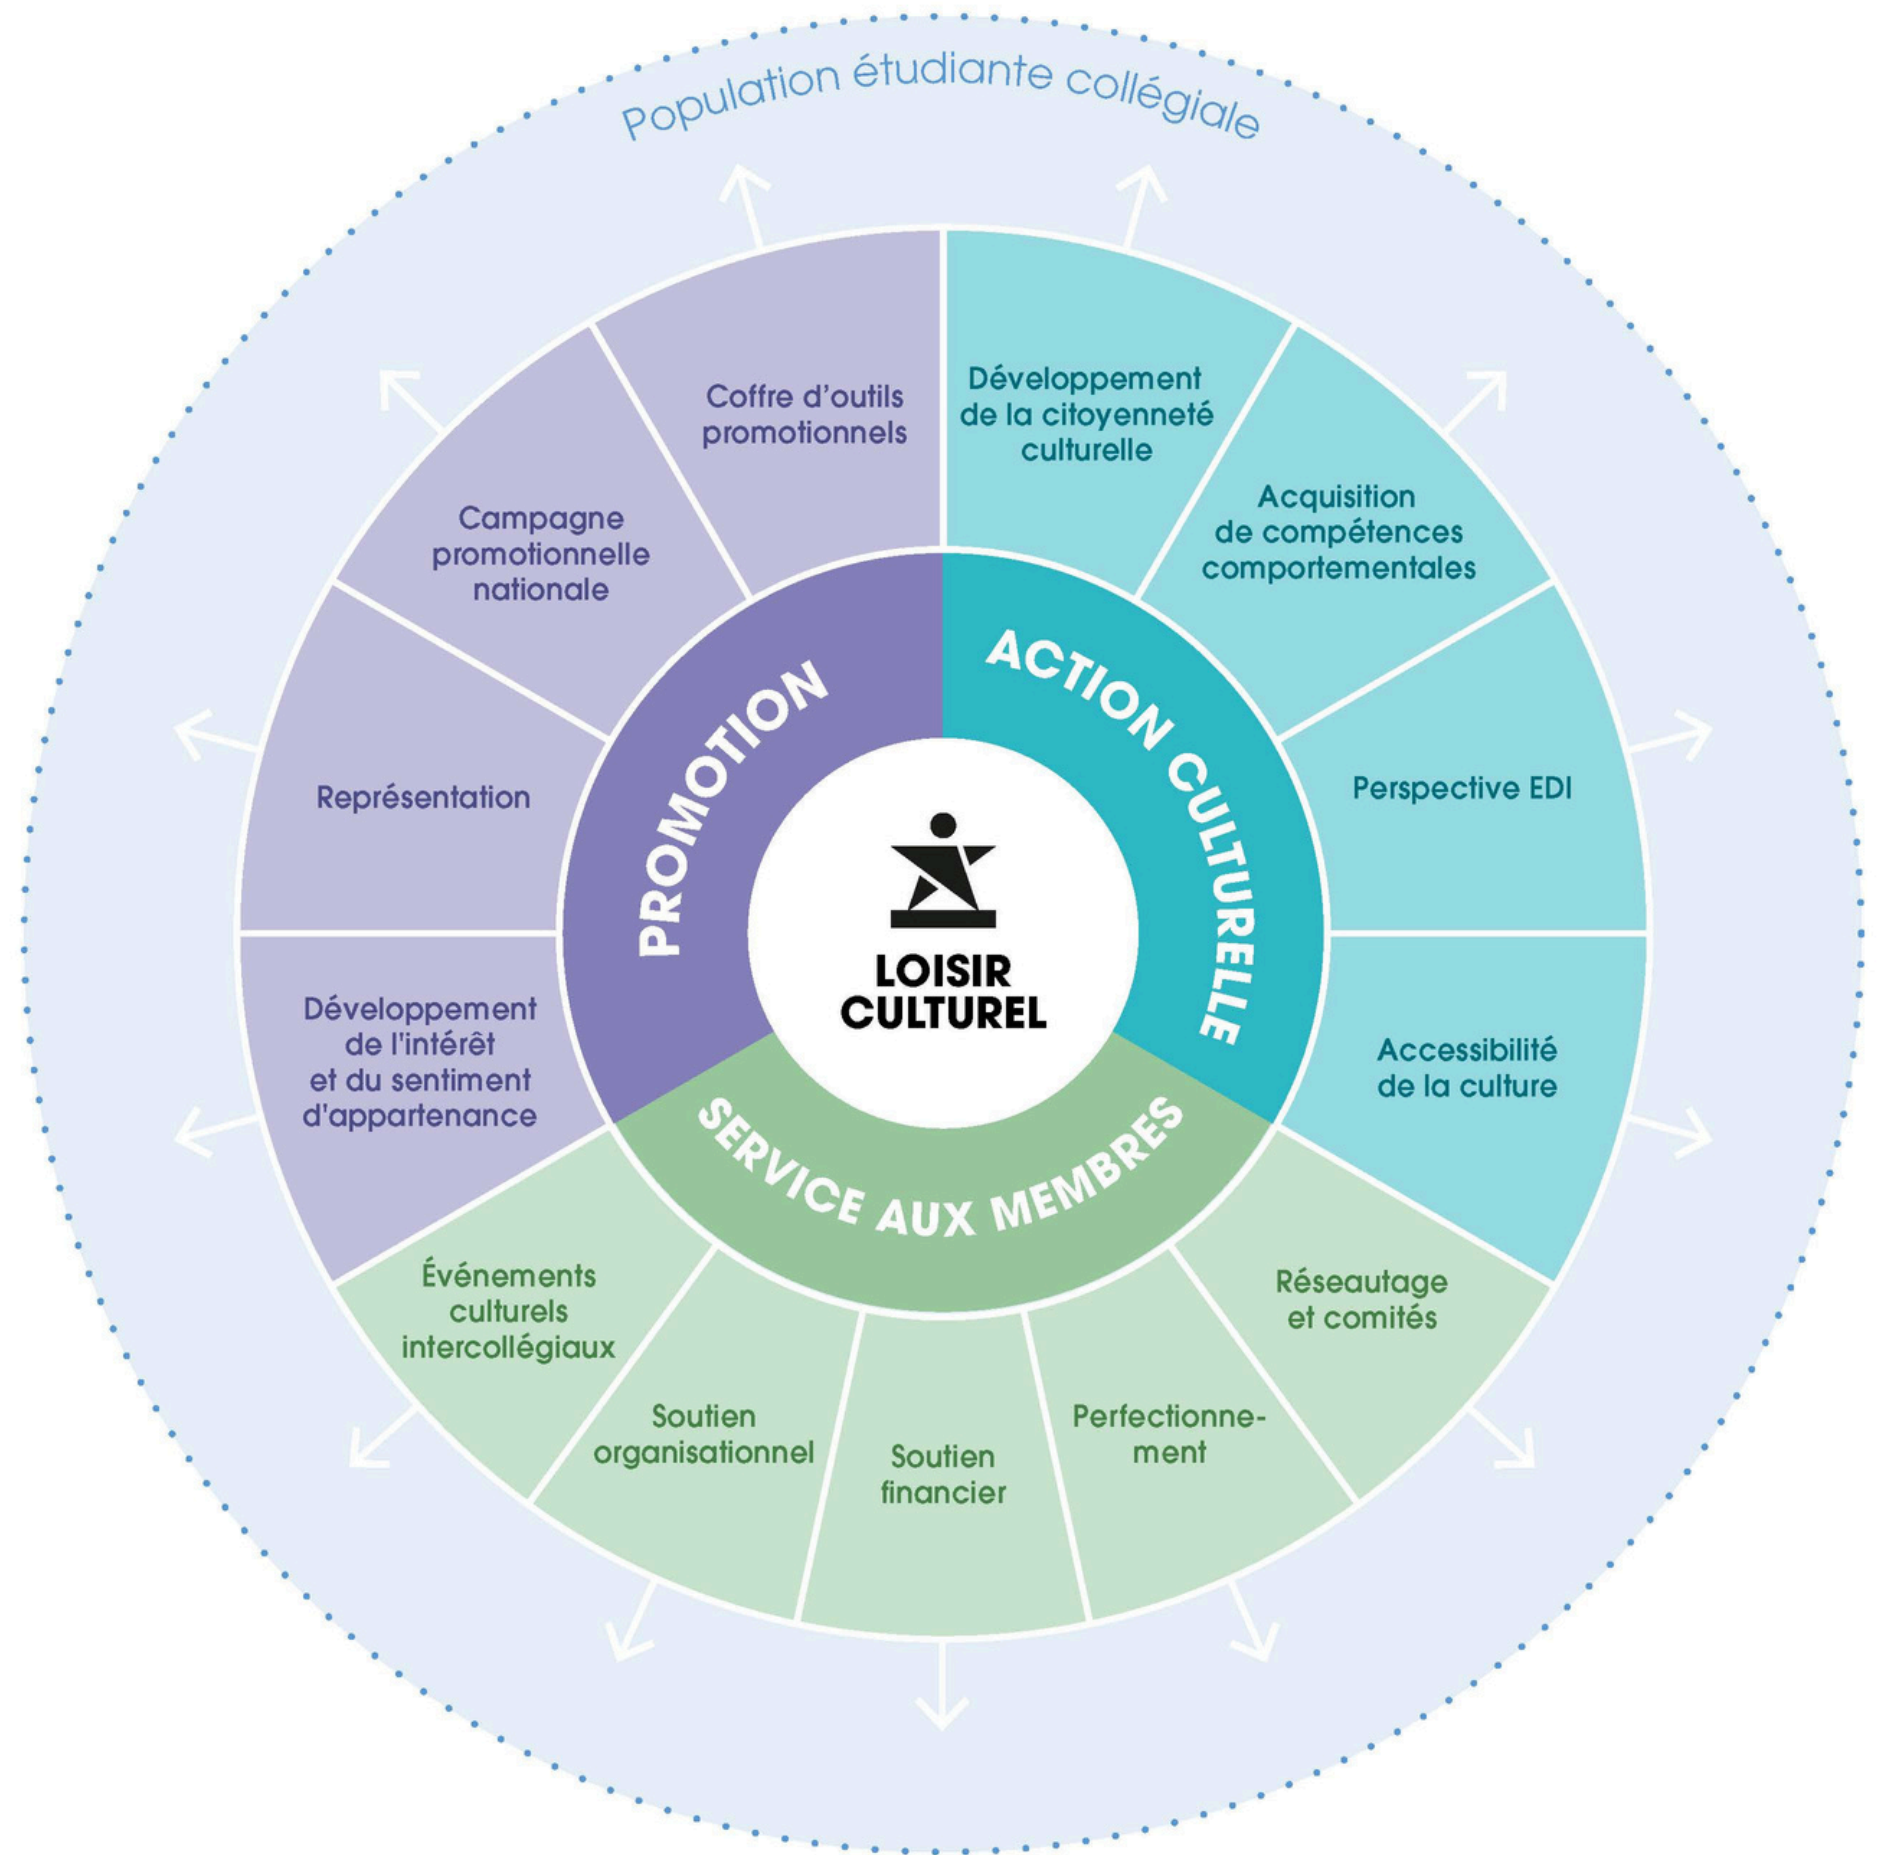 Population étudiante collégiale
Coffre d'outils
promotionnels
Développement
de la citoyenneté
culturelle
Acquisition
de compétences
comportementales
Campagne
promotionnelle
nationale
PROMOTION
ACTION CULTURELLE
Représentation
Perspective EDI
LOISIR
CULTUREL
Développement
de l'intérêt
et du sentiment
d'appartenance
Accessibilité
de la culture
SERVICE AUX MEMBRES
Événements
culturels
intercollégiaux
Réseautage
et comités
Soutien
organisationnel
Soutien
financier
Perfectionne-
ment